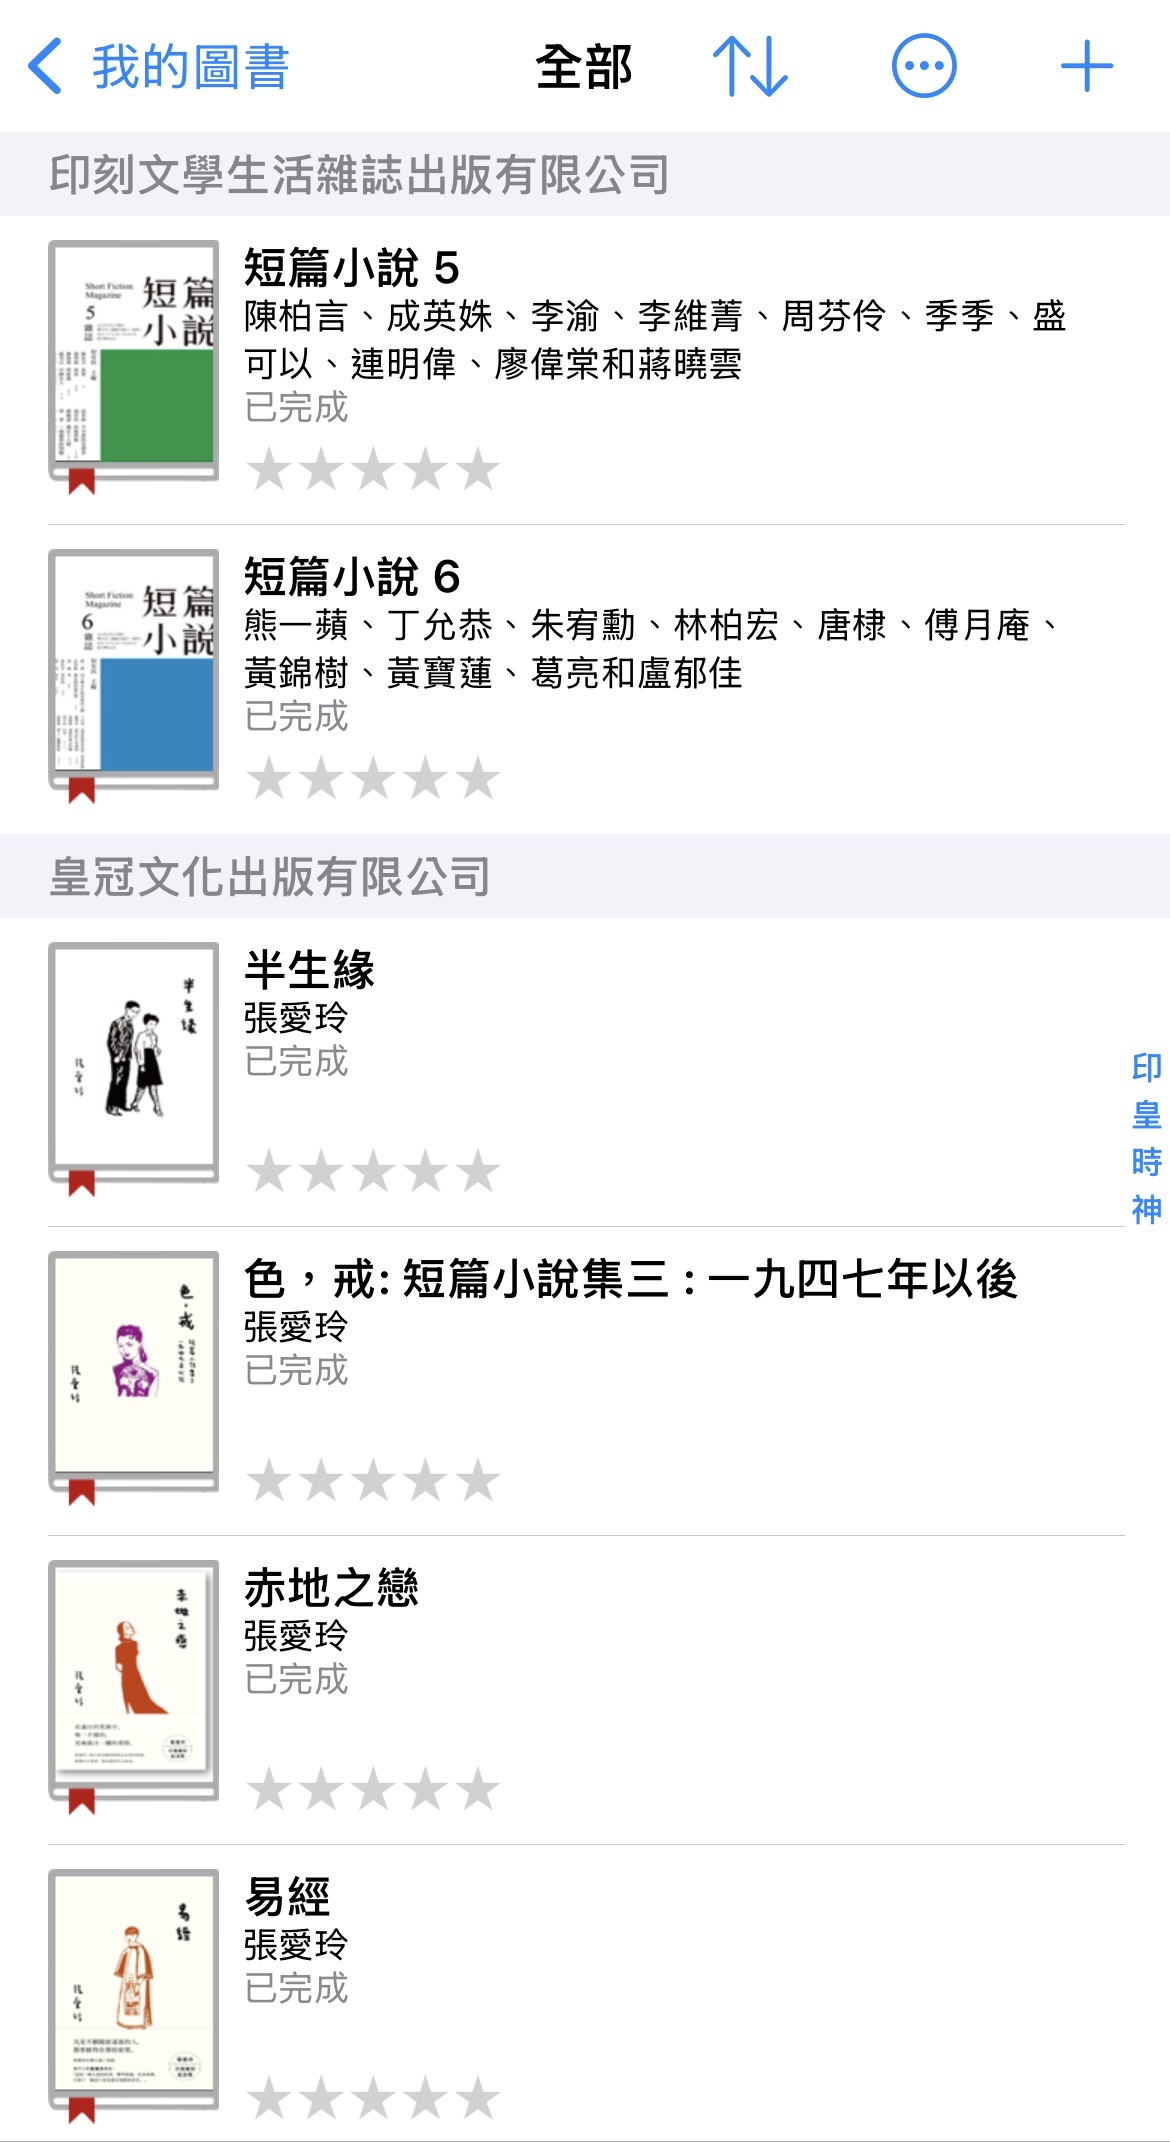 我的圖書
全部
印刻文學生活雜誌出版有限公司
Short Fiction
Magazine
5
雜誌
短篇
小說
短篇小說 5
陳柏言、成英姝、李渝、李維菁、周芬伶、季季、盛
可以、連明偉、廖偉棠和蔣曉雲
已完成
Short Fiction
Magazine
6
雜誌
短篇
小說
短篇小說 6
熊一蘋、丁允恭、朱宥勳、林柏宏、唐棣、傅月庵、
黃錦樹、黃寶蓮、葛亮和盧郁佳
已完成
皇冠文化出版有限公司
半生緣
張愛玲
半生緣
張愛玲
已完成
色，戒
張愛玲
色，戒: 短篇小說集三 : 一九四七年以後
張愛玲
已完成
赤地之戀
張愛玲
赤地之戀
張愛玲
已完成
易經
張愛玲
易經
張愛玲
已完成
印
皇
時
神